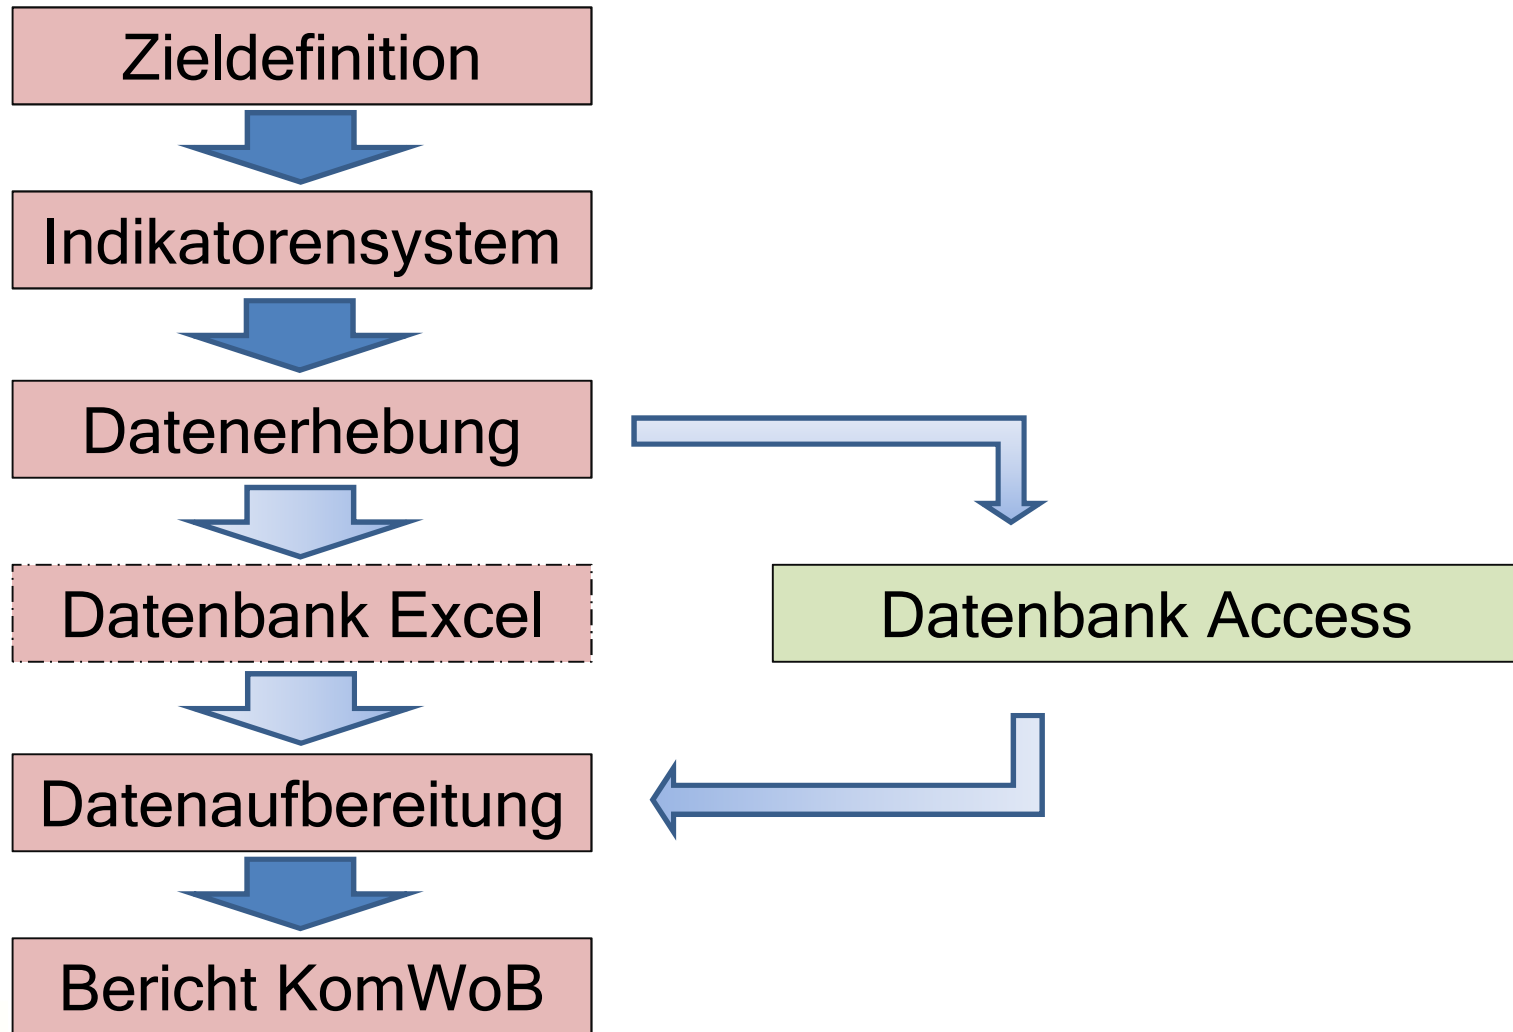 Zieldefinition
Indikatorensystem
Datenerhebung
Datenbank Excel
Datenbank Access
Datenaufbereitung
Bericht KomWoB